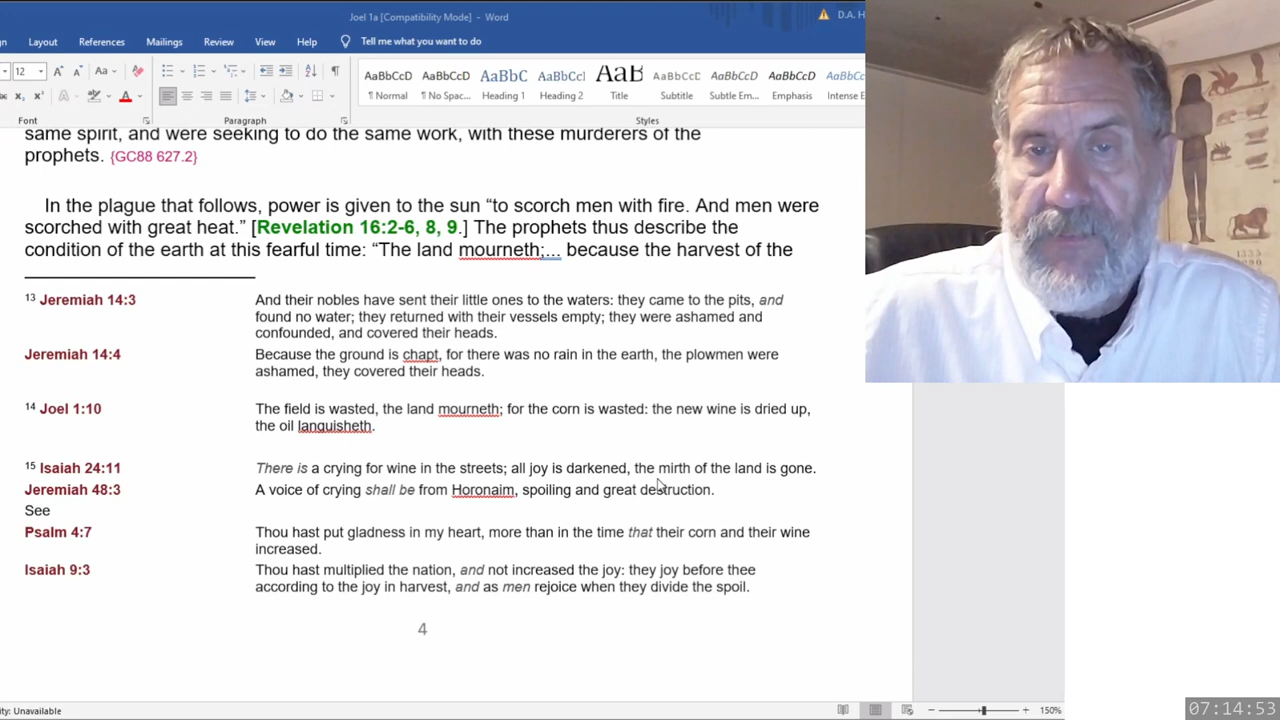 Joel 1a [Compatibility Mode] - Word
D.A. H
Layout References Mailings Review View Help Tell me what you want to do
12
Aa
AaBbCcD AaBbCcD AaBbC AaBbCcl AaB AaBbCcD AaBbCcD AaBbCcD AaBbCc
¶ Normal ¶ No Spac... Heading 1 Heading 2 Title Subtitle Subtle Em... Emphasis Intense E
Font Paragraph Styles
same spirit, and were seeking to do the same work, with these murderers of the
prophets. {GC88 627.2}
In the plague that follows, power is given to the sun “to scorch men with fire. And men were
scorched with great heat.” [Revelation 16:2-6, 8, 9.] The prophets thus describe the
condition of the earth at this fearful time: “The land mourneth;... because the harvest of the
13 Jeremiah 14:3 And their nobles have sent their little ones to the waters: they came to the pits, and
found no water; they returned with their vessels empty; they were ashamed and
confounded, and covered their heads.
Jeremiah 14:4 Because the ground is chapt, for there was no rain in the earth, the plowmen were
ashamed, they covered their heads.
14 Joel 1:10 The field is wasted, the land mourneth; for the corn is wasted: the new wine is dried up,
the oil languisheth.
15 Isaiah 24:11 There is a crying for wine in the streets; all joy is darkened, the mirth of the land is gone.
Jeremiah 48:3 A voice of crying shall be from Horonaim, spoiling and great destruction.
See
Psalm 4:7 Thou hast put gladness in my heart, more than in the time that their corn and their wine
increased.
Isaiah 9:3 Thou hast multiplied the nation, and not increased the joy: they joy before thee
according to the joy in harvest, and as men rejoice when they divide the spoil.
4
ity: Unavailable
150%
07:14:53